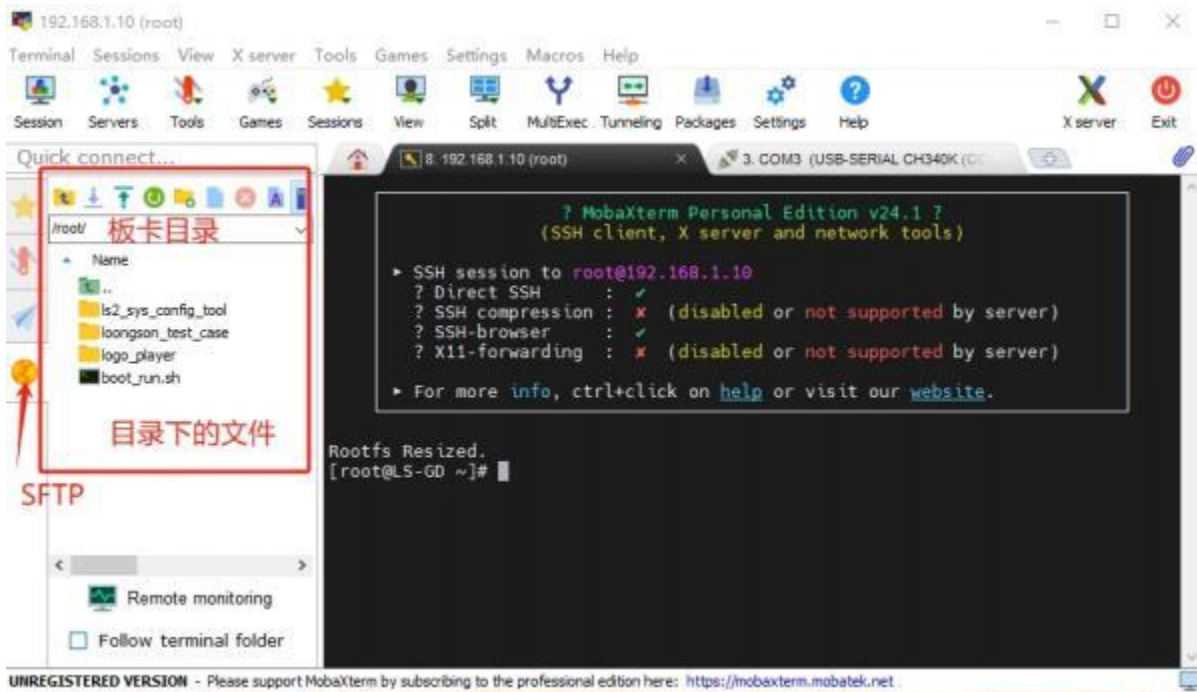 192.168.1.10 (root)
Terminal Sessions View X server Tools Games Settings Macros Help
Session Servers Tools Games Sessions View Split MultiExec Tunneling Packages Settings Help X server Exit
Quick connect...
8. 192.168.1.10 (root)
3. COM3 (USB-SERIAL CH340K (CO
/root/
板卡目录
Name
..
ls2_sys_config_tool
loongson_test_case
logo_player
boot_run.sh
目录下的文件
SFTP
Remote monitoring
Follow terminal folder
? MobaXterm Personal Edition v24.1 ?
(SSH client, X server and network tools)
► SSH session to root@192.168.1.10
? Direct SSH : ✔
? SSH compression : ✘ (disabled or not supported by server)
? SSH-browser : ✔
? X11-forwarding : ✘ (disabled or not supported by server)
► For more info, ctrl+click on help or visit our website.
Rootfs Resized.
[root@LS-GD ~]#
UNREGISTERED VERSION - Please support MobaXterm by subscribing to the professional edition here: https://mobaxterm.mobatek.net